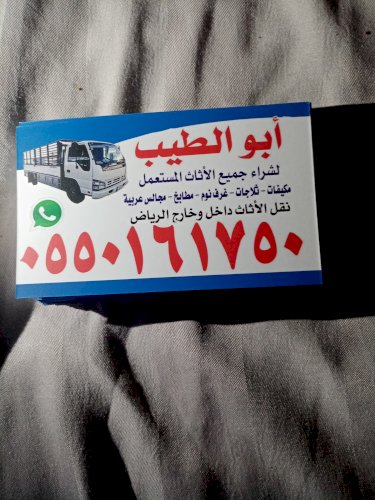 أبو الطيب
لشراء جميع الأثاث المستعمل
مكيفات - ثلاجات - غرف نوم - مطابخ - مجالس عربية
نقل الأثاث داخل وخارج الرياض
٠٥٥٠١٦١٧٥٠